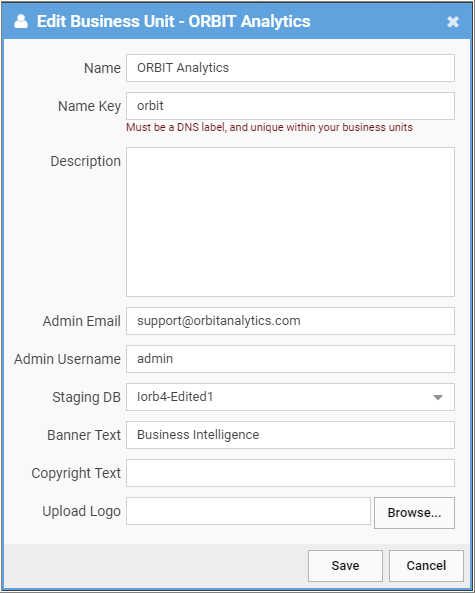 Edit Business Unit - ORBIT Analytics
Name ORBIT Analytics
Name Key orbit
Must be a DNS label, and unique within your business units
Description
Admin Email support@orbitanalytics.com
Admin Username admin
Staging DB Iorb4-Edited1
Banner Text Business Intelligence
Copyright Text
Upload Logo Browse...
Save Cancel